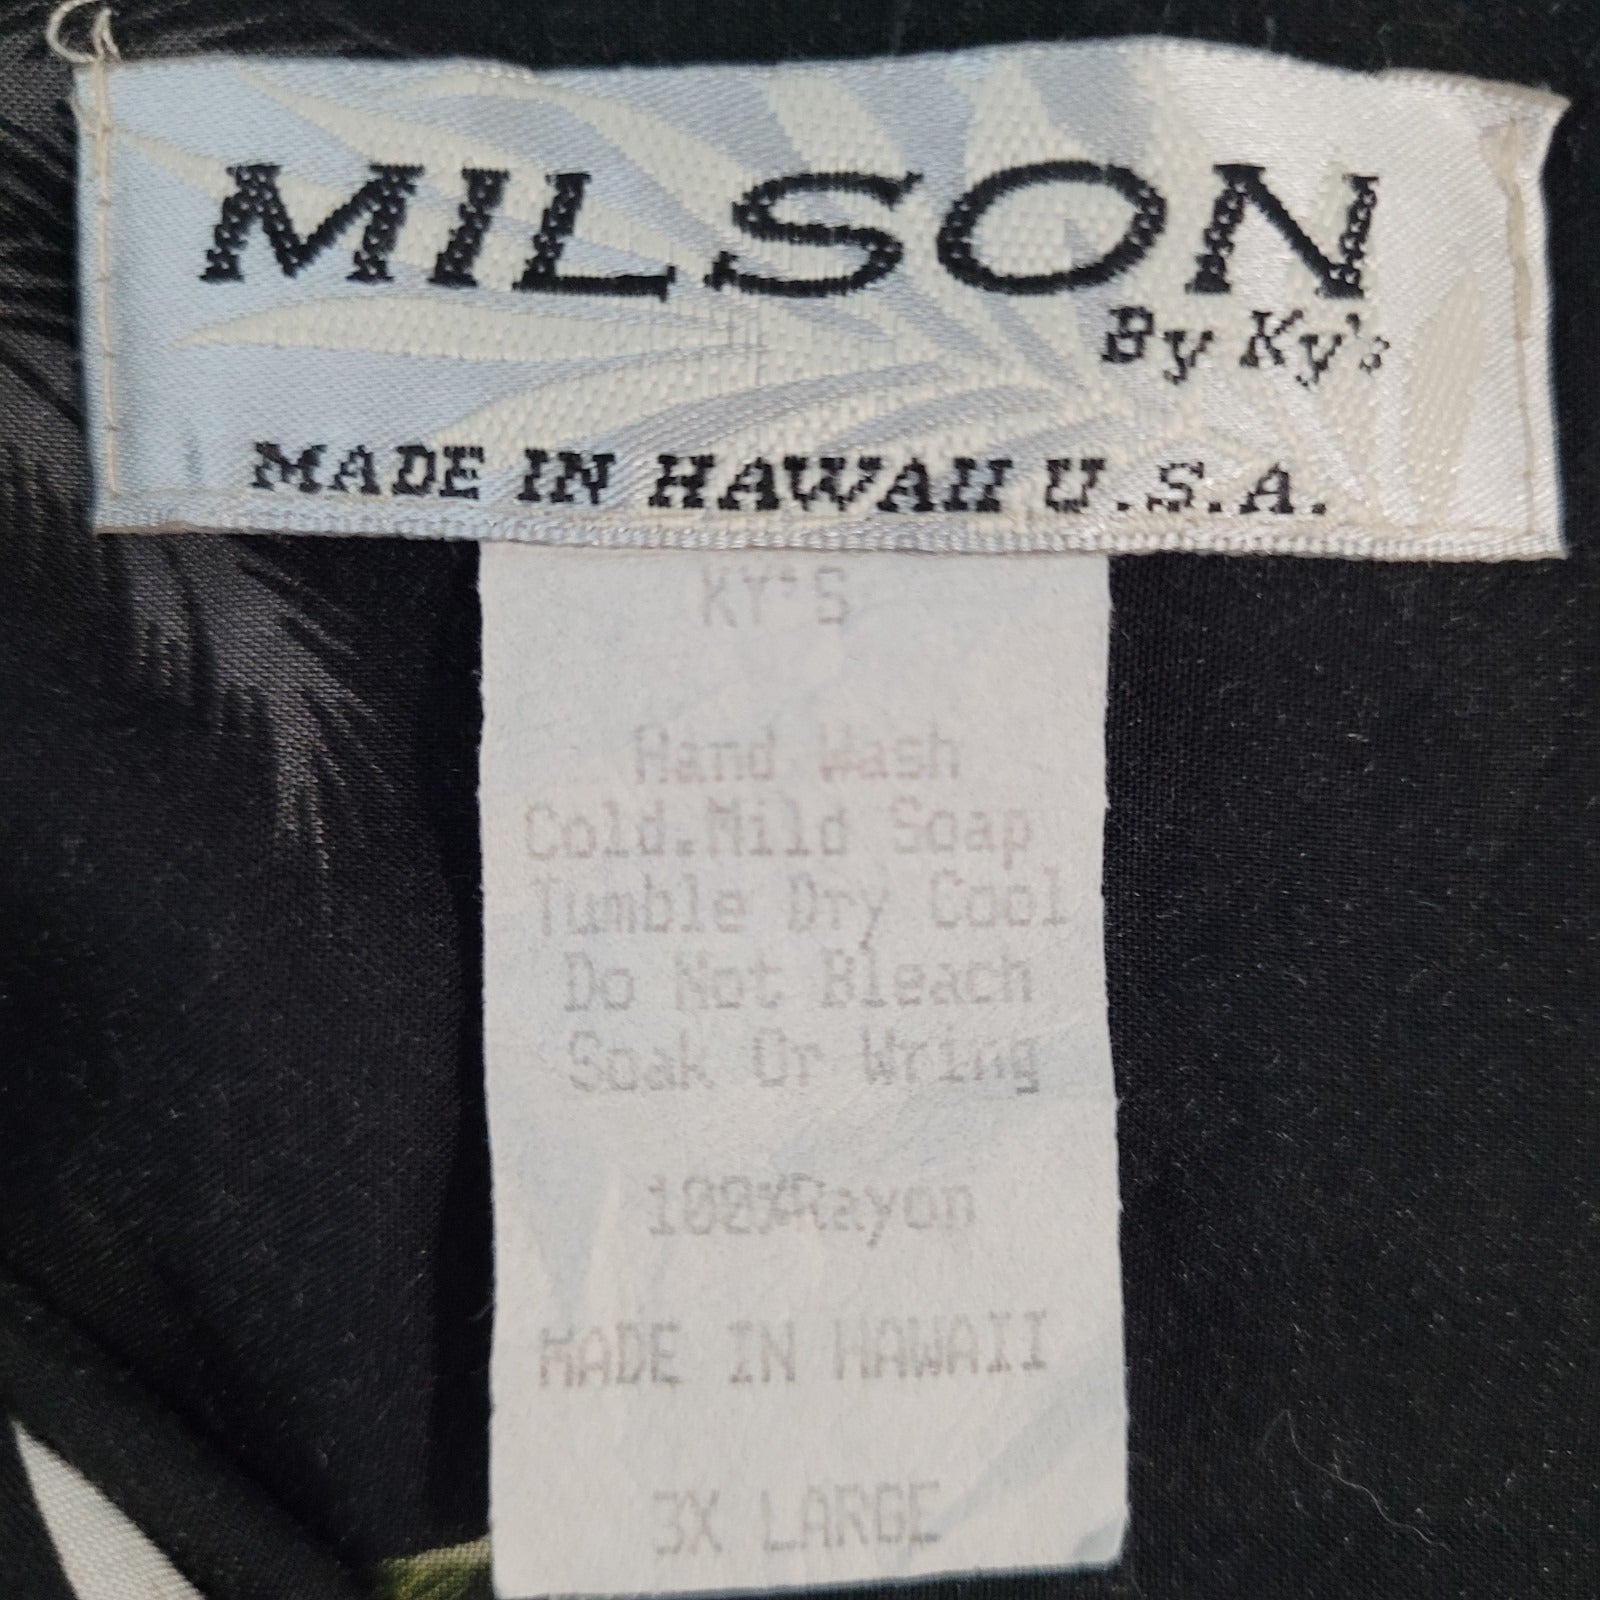 MILSON
By Ky's
MADE IN HAWAII U.S.A.
KY'S
Hand Wash
Cold.Mild Soap
Tumble Dry Cool
Do Not Bleach
Soak Or Wring
100%Rayon
MADE IN HAWAII
3X LARGE